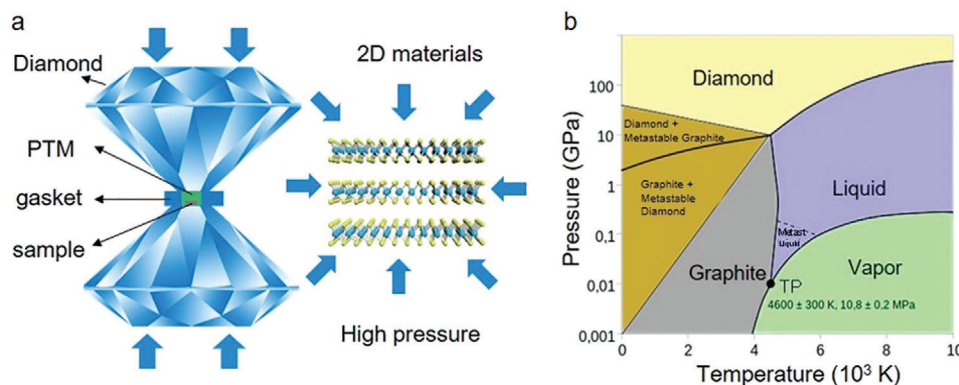 a
Diamond
PTM
gasket
sample
2D materials
High pressure
b
Pressure (GPa)
100
10
1
0,1
0,01
0,001
Diamond
Diamond +
Metastable Graphite
Graphite +
Metastable
Diamond
Liquid
Metast
Liquid
Graphite
Vapor
TP
4600 ± 300 K, 10,8 ± 0,2 MPa
0
2
4
6
8
10
Temperature (10³ K)